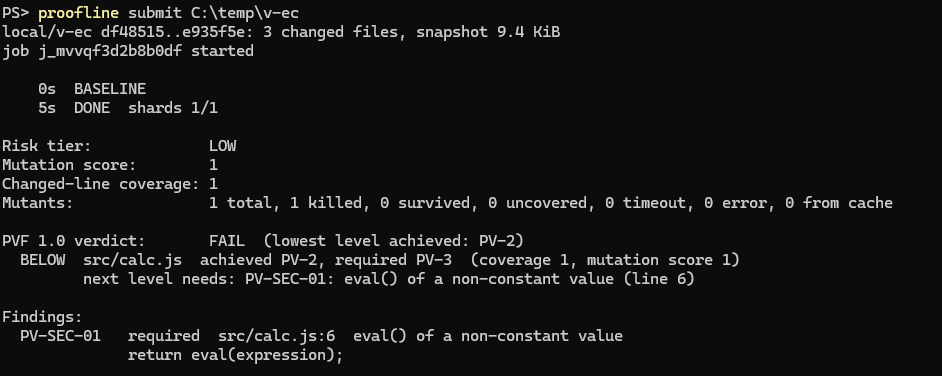 PS> proofline submit C:\temp\v-ec
local/v-ec df48515..e935f5e: 3 changed files, snapshot 9.4 KiB
job j_mvvqf3d2b8b0df started
0s BASELINE
5s DONE shards 1/1
Risk tier: LOW
Mutation score: 1
Changed-line coverage: 1
Mutants: 1 total, 1 killed, 0 survived, 0 uncovered, 0 timeout, 0 error, 0 from cache
PVF 1.0 verdict: FAIL (lowest level achieved: PV-2)
BELOW src/calc.js achieved PV-2, required PV-3 (coverage 1, mutation score 1)
next level needs: PV-SEC-01: eval() of a non-constant value (line 6)
Findings:
PV-SEC-01 required src/calc.js:6 eval() of a non-constant value
return eval(expression);